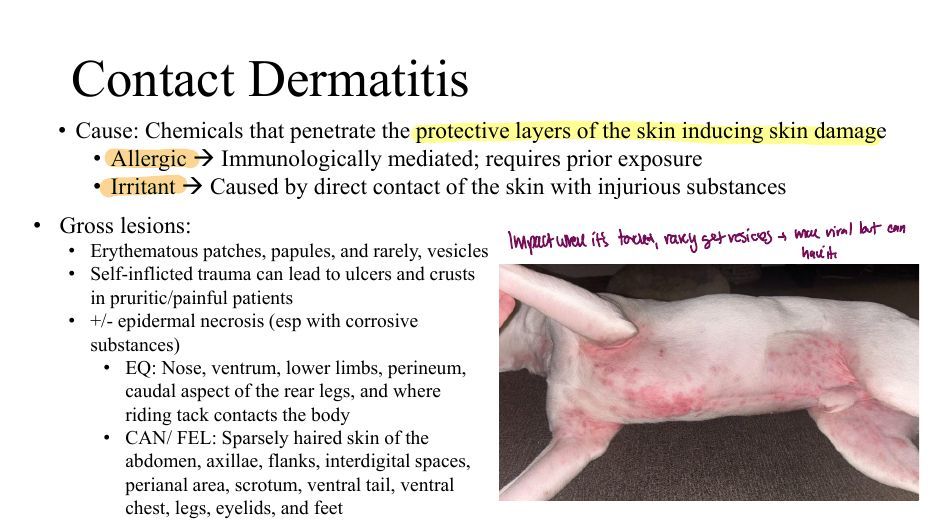 Contact Dermatitis
• Cause: Chemicals that penetrate the protective layers of the skin inducing skin damage
• Allergic → Immunologically mediated; requires prior exposure
• Irritant → Caused by direct contact of the skin with injurious substances
• Gross lesions:
• Erythematous patches, papules, and rarely, vesicles
• Self-inflicted trauma can lead to ulcers and crusts
in pruritic/painful patients
• +/- epidermal necrosis (esp with corrosive
substances)
• EQ: Nose, ventrum, lower limbs, perineum,
caudal aspect of the rear legs, and where
riding tack contacts the body
• CAN/ FEL: Sparsely haired skin of the
abdomen, axillae, flanks, interdigital spaces,
perianal area, scrotum, ventral tail, ventral
chest, legs, eyelids, and feet
Impact when its touched, rarely get vesicles → more viral but can
have it